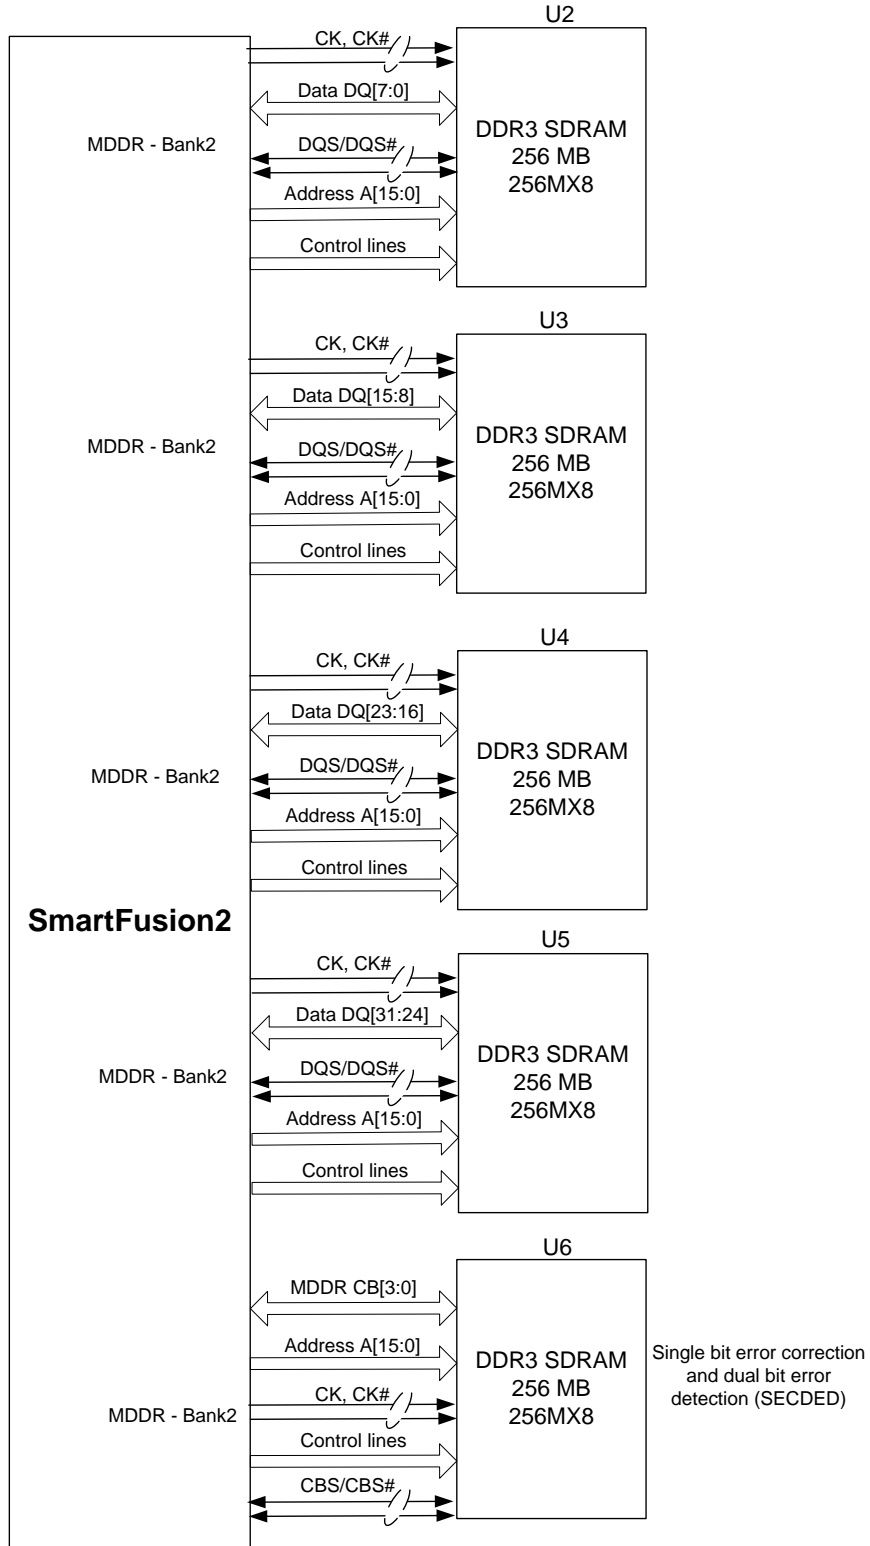 U2
CK, CK#
Data DQ[7:0]
MDDR - Bank2
DQS/DQS#
DDR3 SDRAM
256 MB
256MX8
Address A[15:0]
Control lines
U3
CK, CK#
Data DQ[15:8]
MDDR - Bank2
DQS/DQS#
DDR3 SDRAM
256 MB
256MX8
Address A[15:0]
Control lines
U4
CK, CK#
Data DQ[23:16]
MDDR - Bank2
DQS/DQS#
DDR3 SDRAM
256 MB
256MX8
Address A[15:0]
Control lines
SmartFusion2
U5
CK, CK#
Data DQ[31:24]
MDDR - Bank2
DQS/DQS#
DDR3 SDRAM
256 MB
256MX8
Address A[15:0]
Control lines
U6
MDDR CB[3:0]
Address A[15:0]
DDR3 SDRAM
256 MB
256MX8
Single bit error correction
and dual bit error
detection (SECDED)
CK, CK#
MDDR - Bank2
Control lines
CBS/CBS#